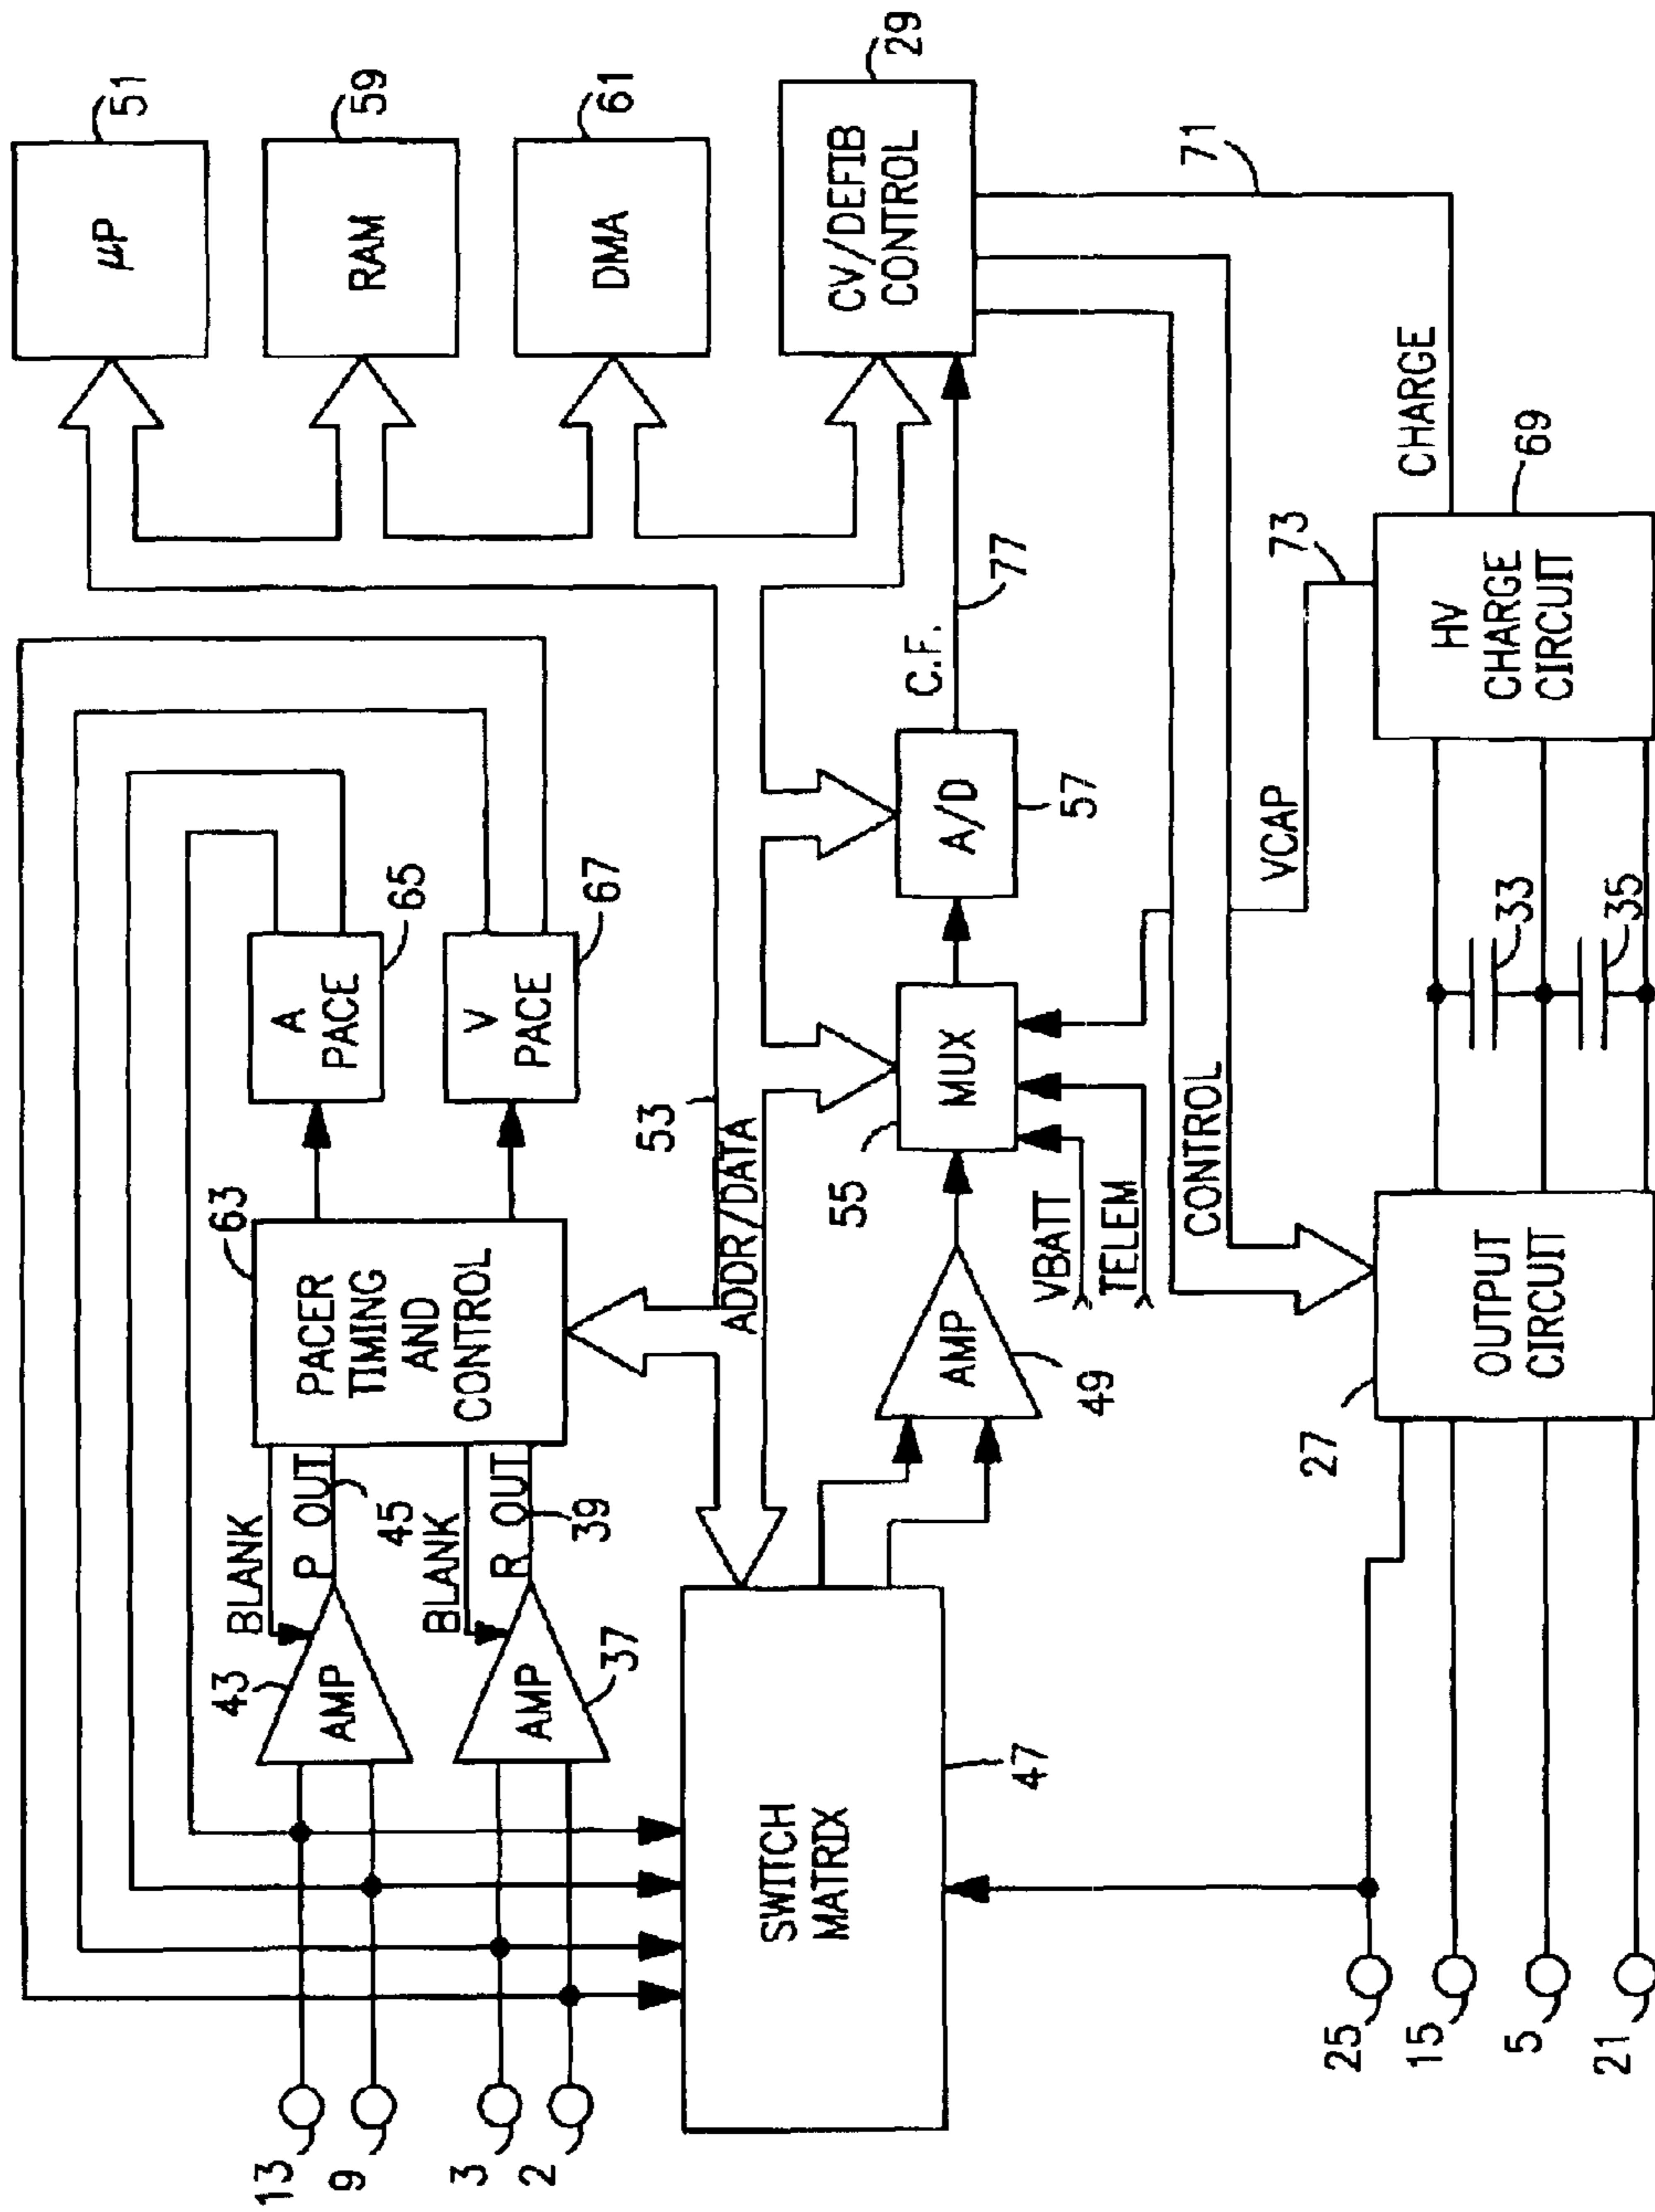 13
9
3
2
43
AMP
BLANK
P OUT
45
37
AMP
BLANK
R OUT
39
63
PACER
TIMING
AND
CONTROL
A
PACE
65
V
PACE
67
51
µP
59
RAM
61
DMA
53
ADDR/DATA
SWITCH
MATRIX
47
AMP
49
55
MUX
VBATT
TELEM
A/D
57
C.F.
77
29
CV/DEFIB
CONTROL
CONTROL
VCAP
73
CHARGE
71
25
15
5
21
27
OUTPUT
CIRCUIT
33
35
HV
CHARGE
CIRCUIT
69